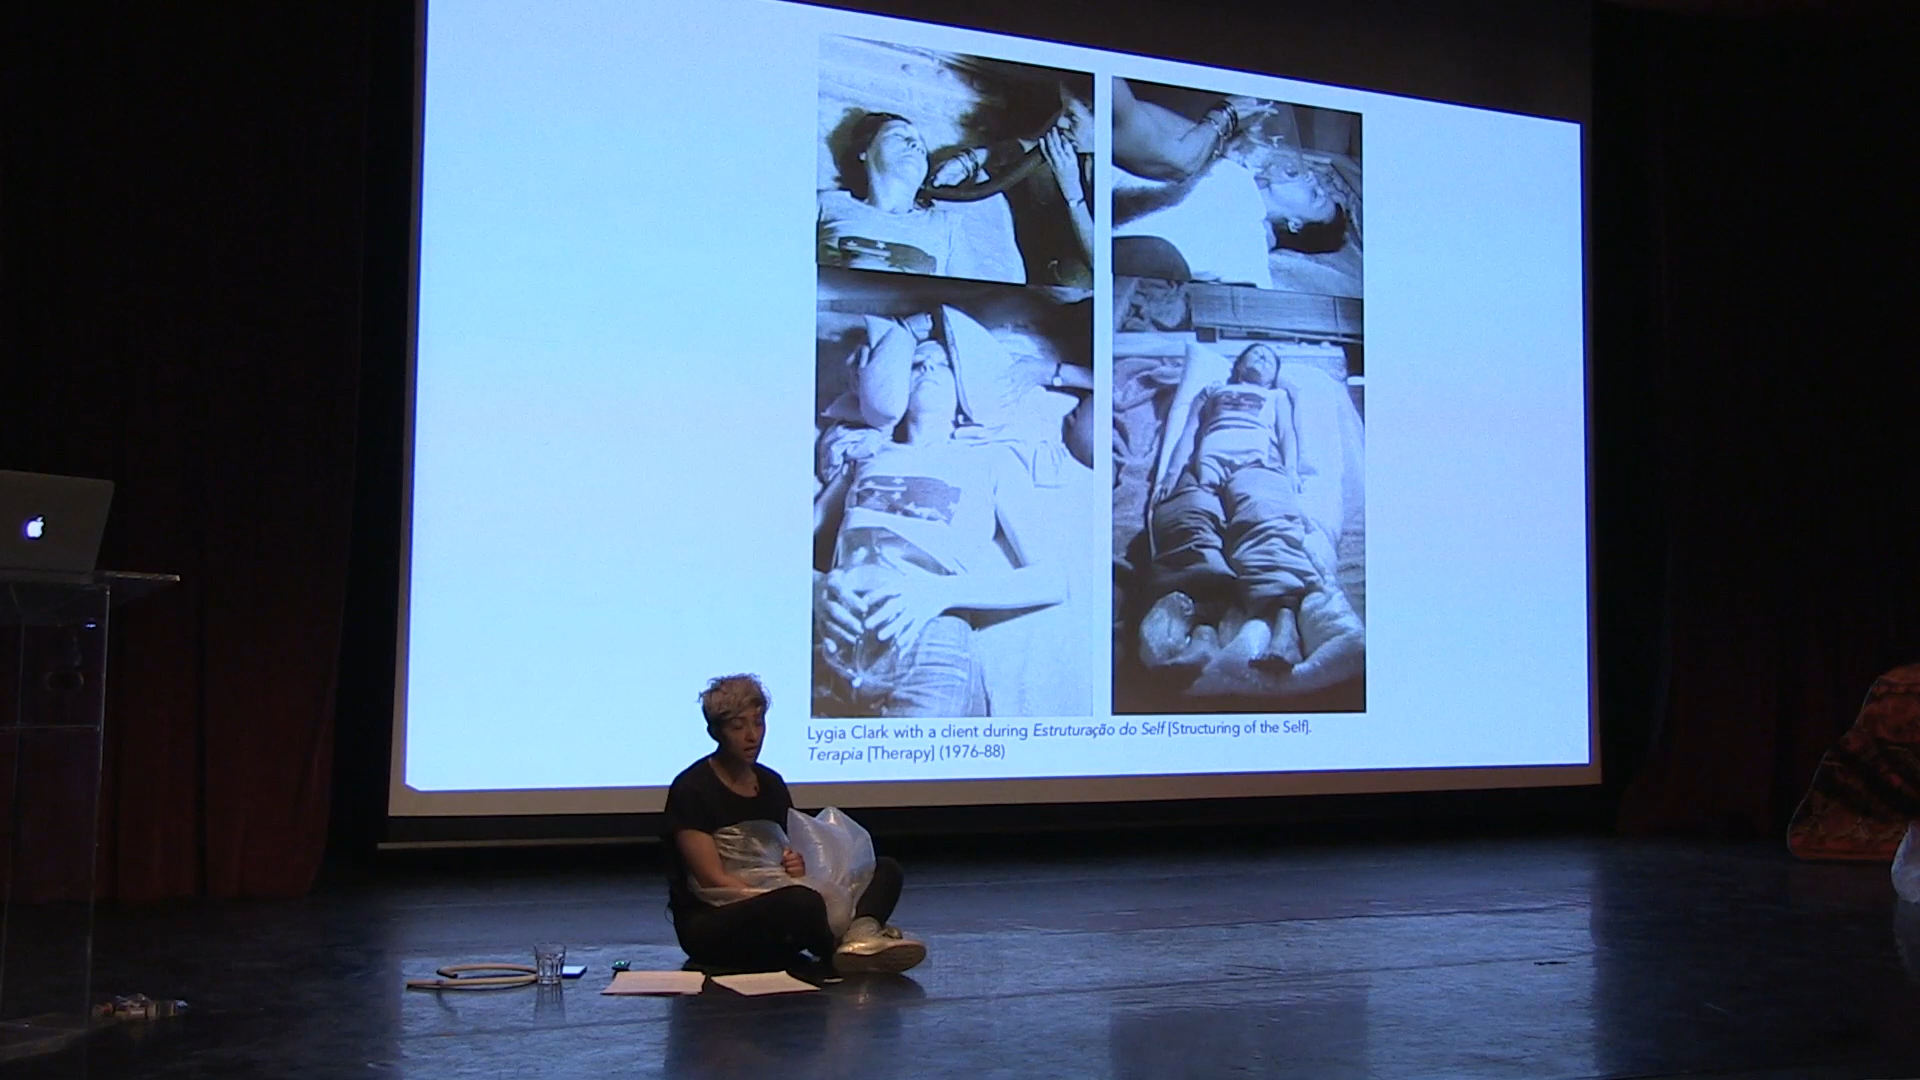 Lygia Clark with a client during Estruturação do Self [Structuring of the Self].
Terapia [Therapy] (1976-88)